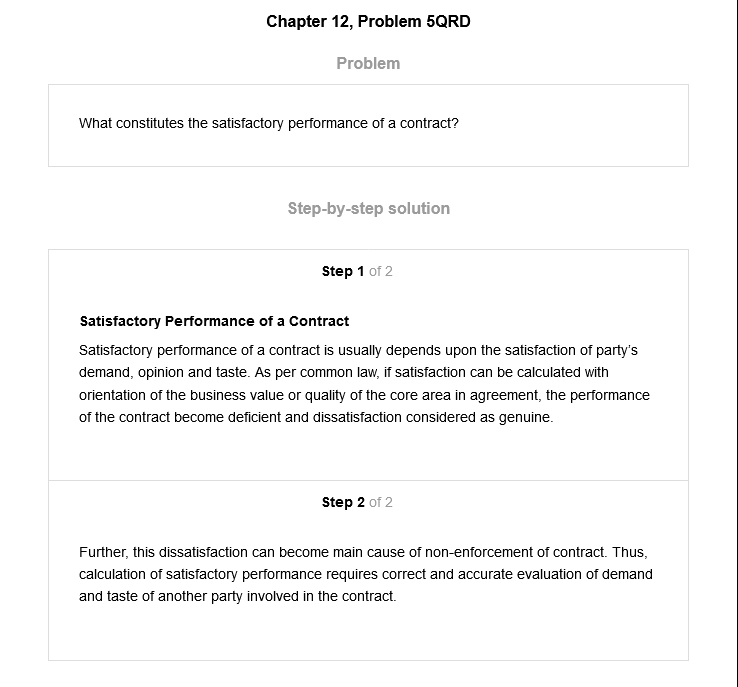 Chapter 12, Problem 5QRD
Problem
What constitutes the satisfactory performance of a contract?
Step-by-step solution
Step 1 of 2
Satisfactory Performance of a Contract
Satisfactory performance of a contract is usually depends upon the satisfaction of party's
demand, opinion and taste. As per common law, if satisfaction can be calculated with
orientation of the business value or quality of the core area in agreement, the performance
of the contract become deficient and dissatisfaction considered as genuine.
Step 2 of 2
Further, this dissatisfaction can become main cause of non-enforcement of contract. Thus,
calculation of satisfactory performance requires correct and accurate evaluation of demand
and taste of another party involved in the contract.